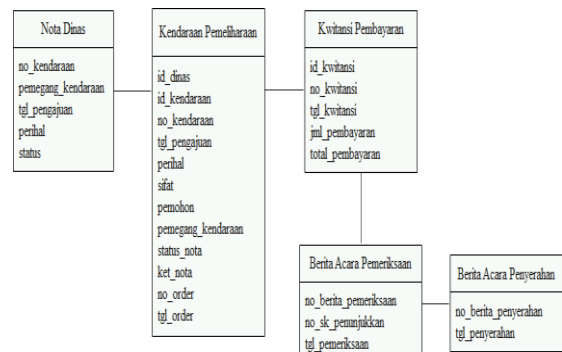 Nota Dinas
no_kendaraan
pemegang_kendaraan
tgl_pengajuan
perihal
status
Kendaraan Pemeliharaan
id_dinas
id_kendaraan
no_kendaraan
tgl_pengajuan
perihal
sifat
pemohon
pemegang_kendaraan
status_nota
ket_nota
no_order
tgl_order
Kwitansi Pembayaran
id_kwitansi
no_kwitansi
tgl_kwitansi
jml_pembayaran
total_pembayaran
Berita Acara Pemeriksaan
no_berita_pemeriksaan
no_sk_penunjukkan
tgl_pemeriksaan
Berita Acara Penyerahan
no_berita_penyerahan
tgl_penyerahan